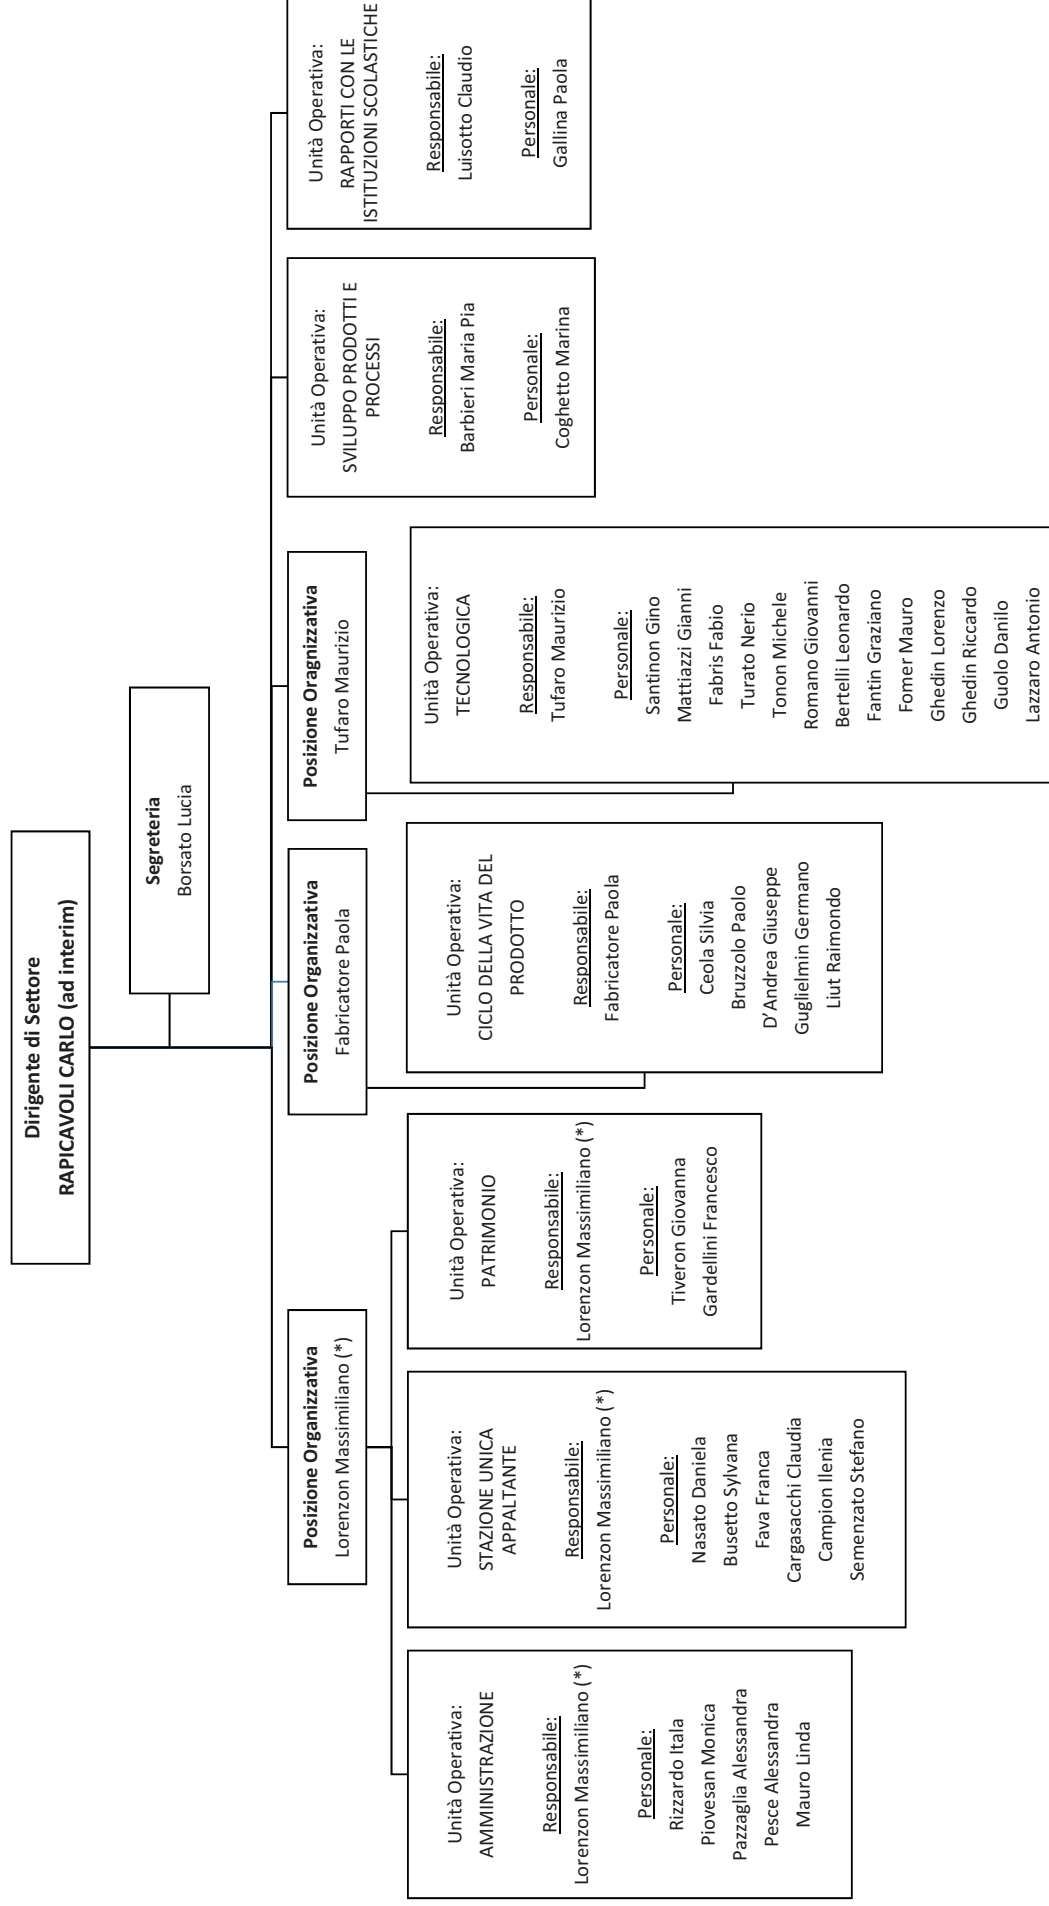 Dirigente di Settore
RAPICAVOLI CARLO (ad interim)
Segreteria
Borsato Lucia
Posizione Organizzativa
Lorenzon Massimiliano (*)
Posizione Organizzativa
Fabricatore Paola
Posizione Oragnizzativa
Tufaro Maurizio
Unità Operativa:
AMMINISTRAZIONE
Responsabile:
Lorenzon Massimiliano (*)
Personale:
Rizzardo Itala
Piovesan Monica
Pazzaglia Alessandra
Pesce Alessandra
Mauro Linda
Unità Operativa:
STAZIONE UNICA
APPALTANTE
Responsabile:
Lorenzon Massimiliano (*)
Personale:
Nasato Daniela
Busetto Sylvana
Fava Franca
Cargasacchi Claudia
Campion Ilenia
Semenzato Stefano
Unità Operativa:
PATRIMONIO
Responsabile:
Lorenzon Massimiliano (*)
Personale:
Tiveron Giovanna
Gardellini Francesco
Unità Operativa:
CICLO DELLA VITA DEL
PRODOTTO
Responsabile:
Fabricatore Paola
Personale:
Ceola Silvia
Bruzzolo Paolo
D’Andrea Giuseppe
Guglielmin Germano
Liut Raimondo
Unità Operativa:
TECNOLOGICA
Responsabile:
Tufaro Maurizio
Personale:
Santinon Gino
Mattiazzi Gianni
Fabris Fabio
Turato Nerio
Tonon Michele
Romano Giovanni
Bertelli Leonardo
Fantin Graziano
Fomer Mauro
Ghedin Lorenzo
Ghedin Riccardo
Guolo Danilo
Lazzaro Antonio
Unità Operativa:
SVILUPPO PRODOTTI E
PROCESSI
Responsabile:
Barbieri Maria Pia
Personale:
Coghetto Marina
Unità Operativa:
RAPPORTI CON LE
ISTITUZIONI SCOLASTICHE
Responsabile:
Luisotto Claudio
Personale:
Gallina Paola